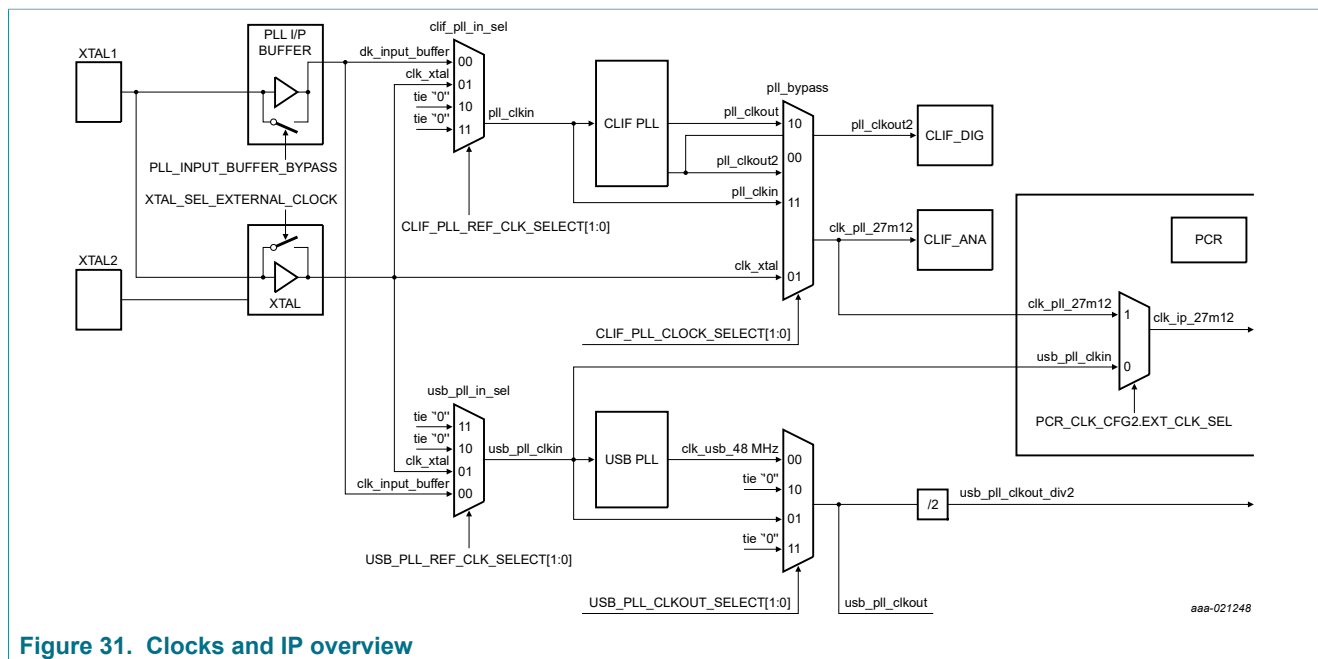 clif_pll_in_sel
PLL I/P
BUFFER
XTAL1
dk_input_buffer
00
clk_xtal
01
tie ‶0"
10
tie ‶0"
11
pll_clkin
PLL_INPUT_BUFFER_BYPASS
CLIF_PLL_REF_CLK_SELECT[1:0]
CLIF PLL
pll_bypass
pll_clkout
10
00
pll_clkout2
pll_clkin
11
clk_xtal
01
pll_clkout2
CLIF_DIG
clk_pll_27m12
CLIF_ANA
XTAL_SEL_EXTERNAL_CLOCK
XTAL2
XTAL
CLIF_PLL_CLOCK_SELECT[1:0]
PCR
clk_pll_27m12
1
clk_ip_27m12
usb_pll_clkin
0
PCR_CLK_CFG2.EXT_CLK_SEL
usb_pll_in_sel
tie ‶0"
11
tie ‶0"
10
clk_xtal
01
clk_input_buffer
00
usb_pll_clkin
USB_PLL_REF_CLK_SELECT[1:0]
USB PLL
clk_usb_48 MHz
00
tie ‶0"
10
01
tie ‶0"
11
USB_PLL_CLKOUT_SELECT[1:0]
usb_pll_clkout
/2
usb_pll_clkout_div2
aaa-021248
Figure 31. Clocks and IP overview